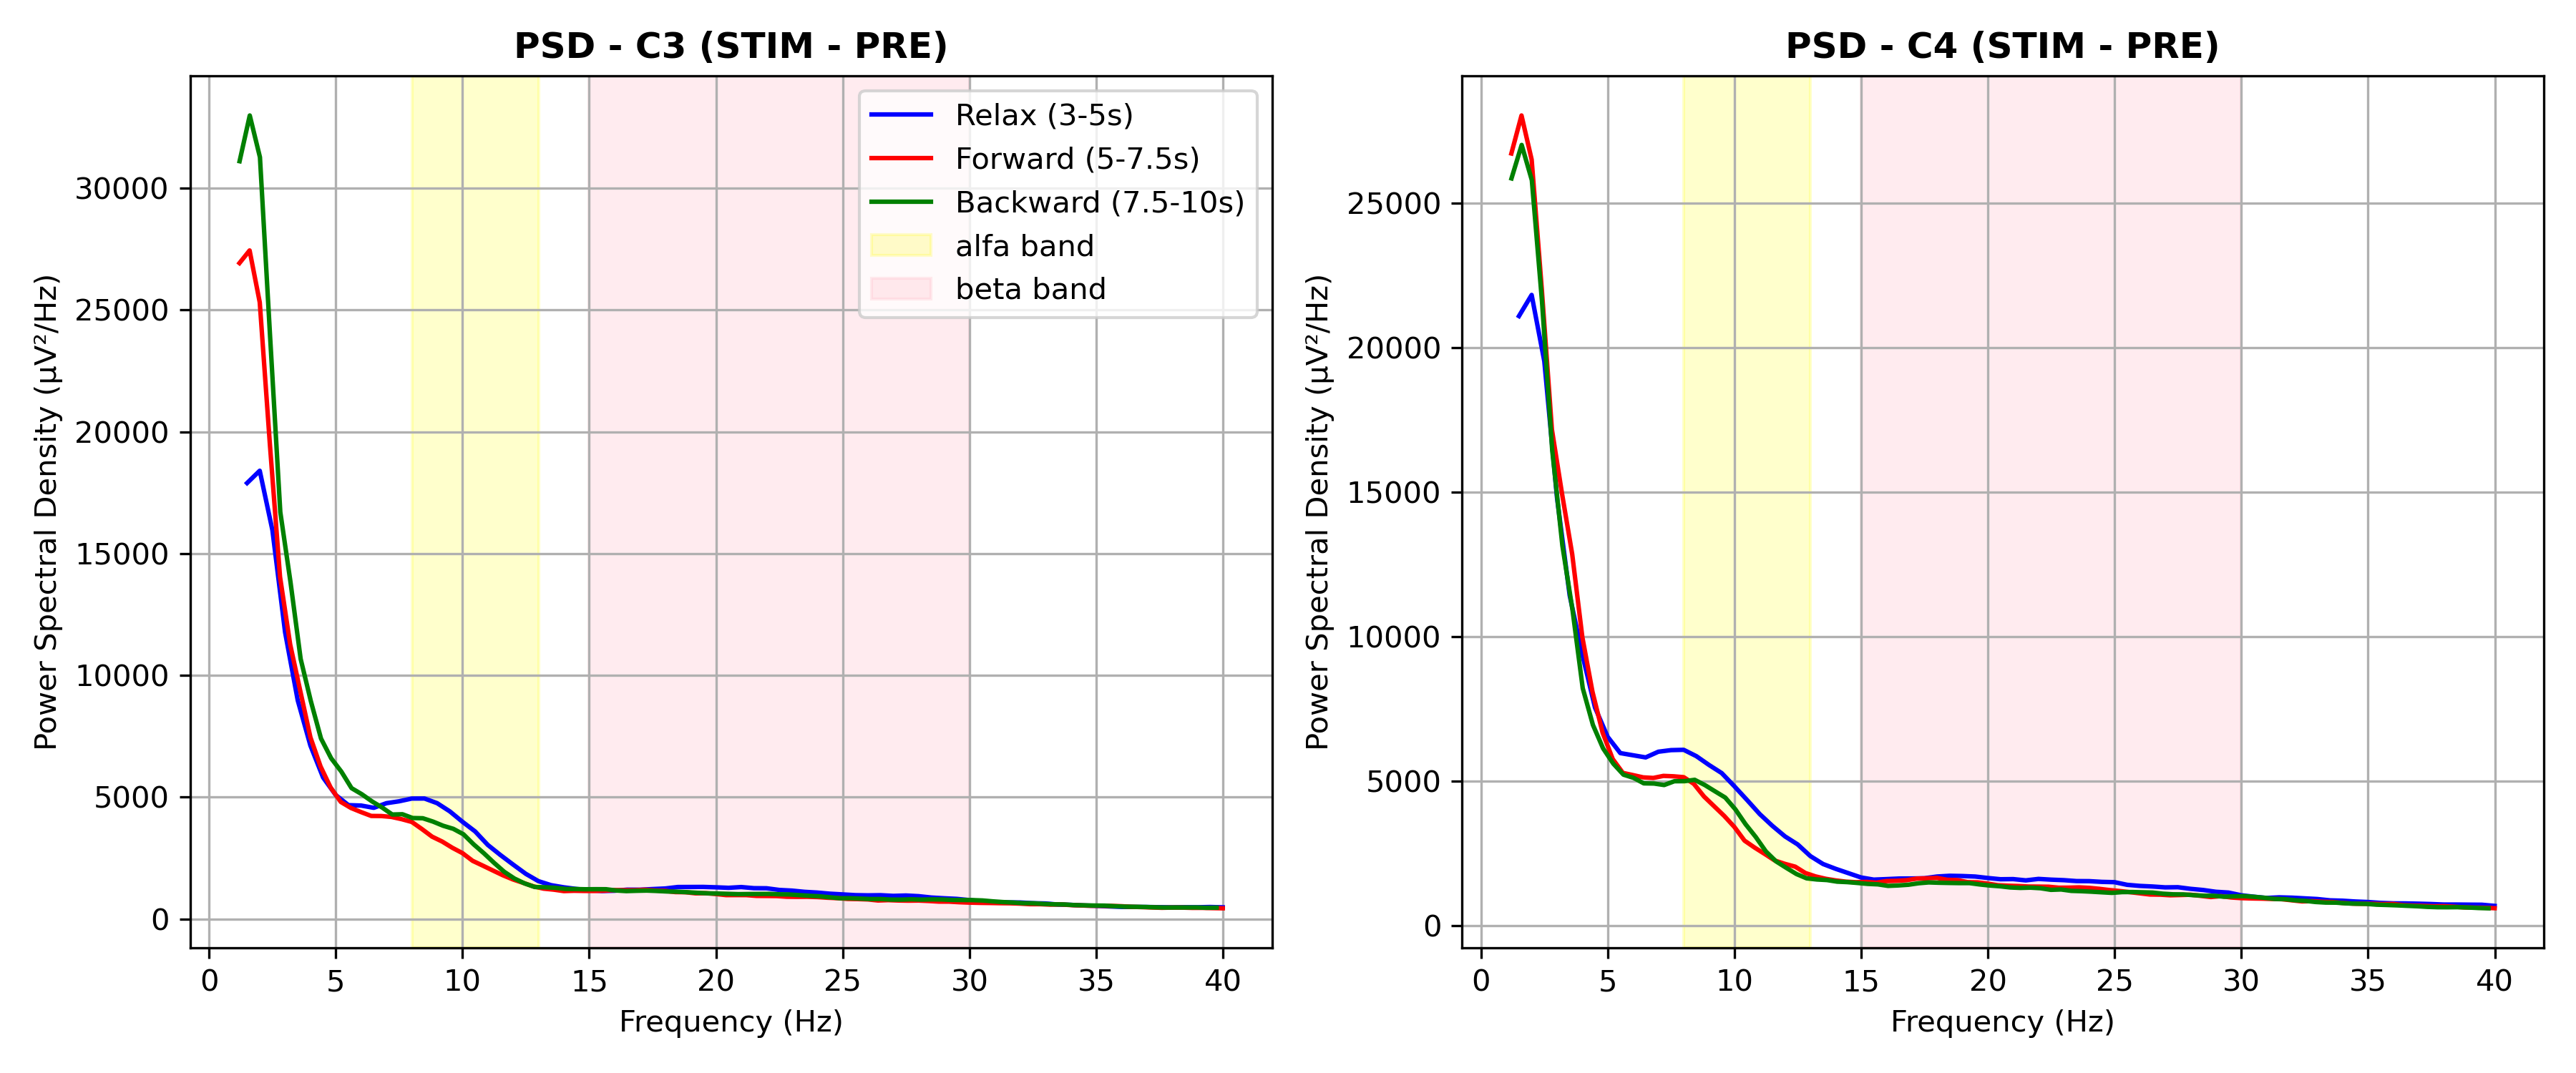 PSD - C3 (STIM - PRE)
Power Spectral Density (µV²/Hz)
30000
25000
20000
15000
10000
5000
0
0 5 10 15 20 25 30 35 40
Frequency (Hz)
Relax (3-5s)
Forward (5-7.5s)
Backward (7.5-10s)
alfa band
beta band
PSD - C4 (STIM - PRE)
Power Spectral Density (µV²/Hz)
25000
20000
15000
10000
5000
0
0 5 10 15 20 25 30 35 40
Frequency (Hz)